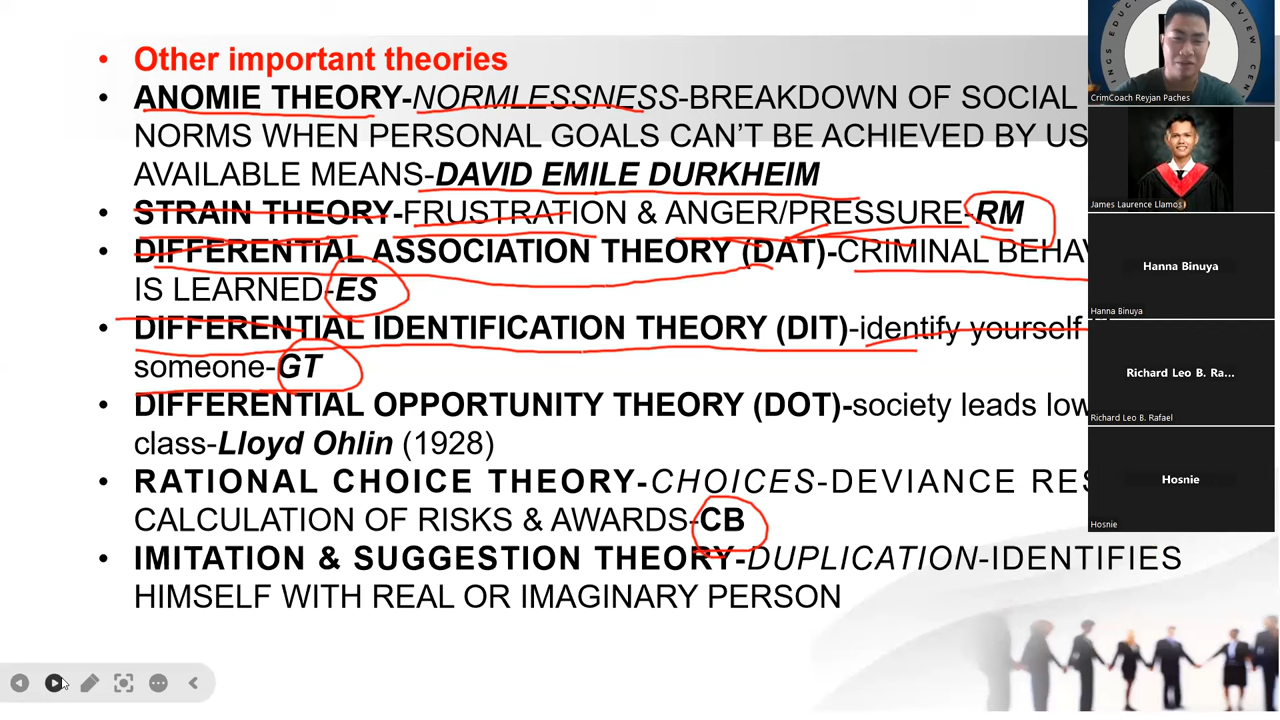 Other important theories
ANOMIE THEORY-NORMLESSNESS-BREAKDOWN OF SOCIAL
NORMS WHEN PERSONAL GOALS CAN'T BE ACHIEVED BY US
AVAILABLE MEANS-DAVID EMILE DURKHEIM
STRAIN THEORY-FRUSTRATION & ANGER/PRESSURE-RM
DIFFERENTIAL ASSOCIATION THEORY (DAT)-CRIMINAL BEHAV
IS LEARNED-ES
DIFFERENTIAL IDENTIFICATION THEORY (DIT)-identify yourself
someone-GT
DIFFERENTIAL OPPORTUNITY THEORY (DOT)-society leads low
class-Lloyd Ohlin (1928)
RATIONAL CHOICE THEORY-CHOICES-DEVIANCE RES
CALCULATION OF RISKS & AWARDS-CB
IMITATION & SUGGESTION THEORY-DUPLICATION-IDENTIFIES
HIMSELF WITH REAL OR IMAGINARY PERSON
CrimCoach Reyjan Paches
James Laurence Llamos
Hanna Binuya
Hanna Binuya
Richard Leo B. Ra...
Richard Leo B. Rafael
Hosnie
Hosnie